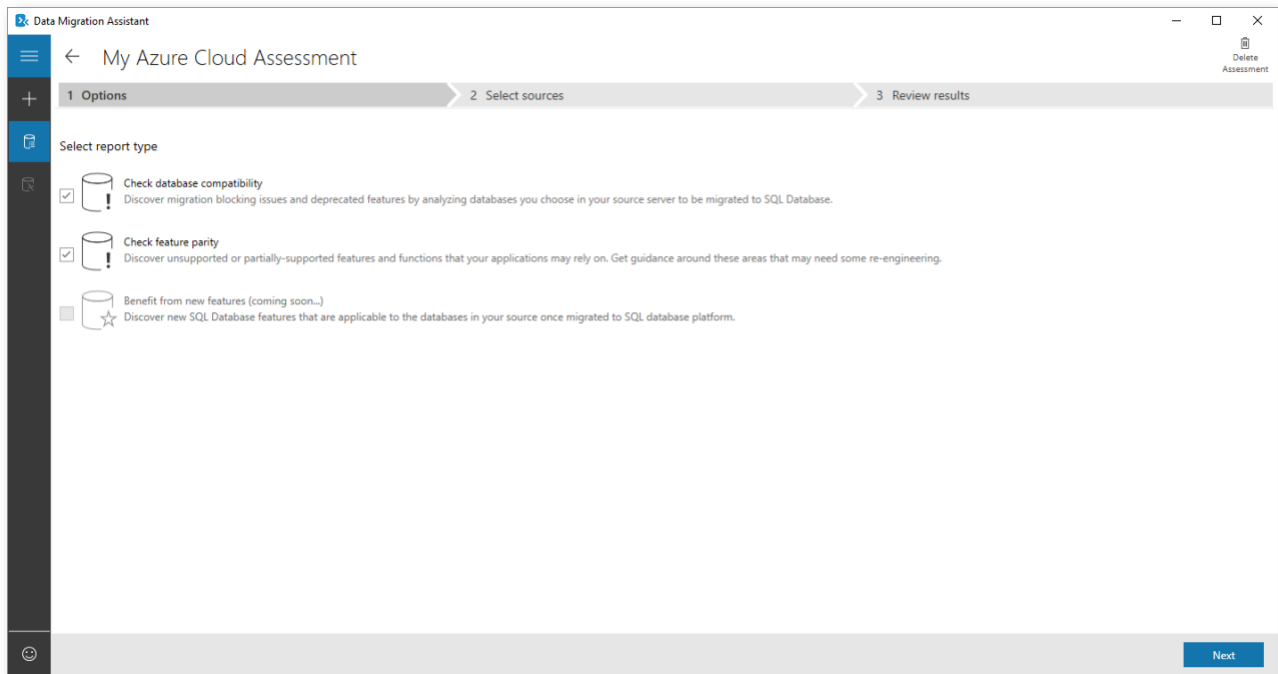 Data Migration Assistant
My Azure Cloud Assessment
Delete
Assessment
1 Options
2 Select sources
3 Review results
Select report type
Check database compatibility
Discover migration blocking issues and deprecated features by analyzing databases you choose in your source server to be migrated to SQL Database.
Check feature parity
Discover unsupported or partially-supported features and functions that your applications may rely on. Get guidance around these areas that may need some re-engineering.
Benefit from new features (coming soon...)
Discover new SQL Database features that are applicable to the databases in your source once migrated to SQL database platform.
Next